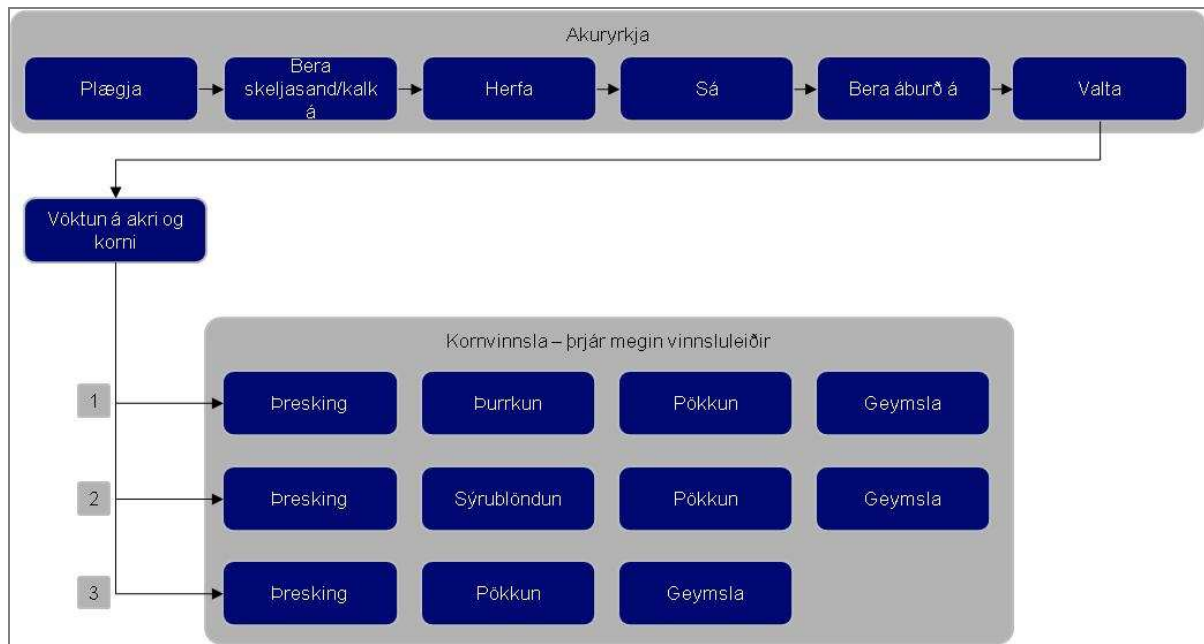 Akuryrkja
Plægja
Bera
skeljasand/kalk
á
Herfa
Sá
Bera áburð á
Valta
Vöktun á akri og
korni
Kornvinnsla – þrjár megin vinnsluleiðir
1
Þresking
Þurrkun
Pökkun
Geymsla
2
Þresking
Sýrublöndun
Pökkun
Geymsla
3
Þresking
Pökkun
Geymsla